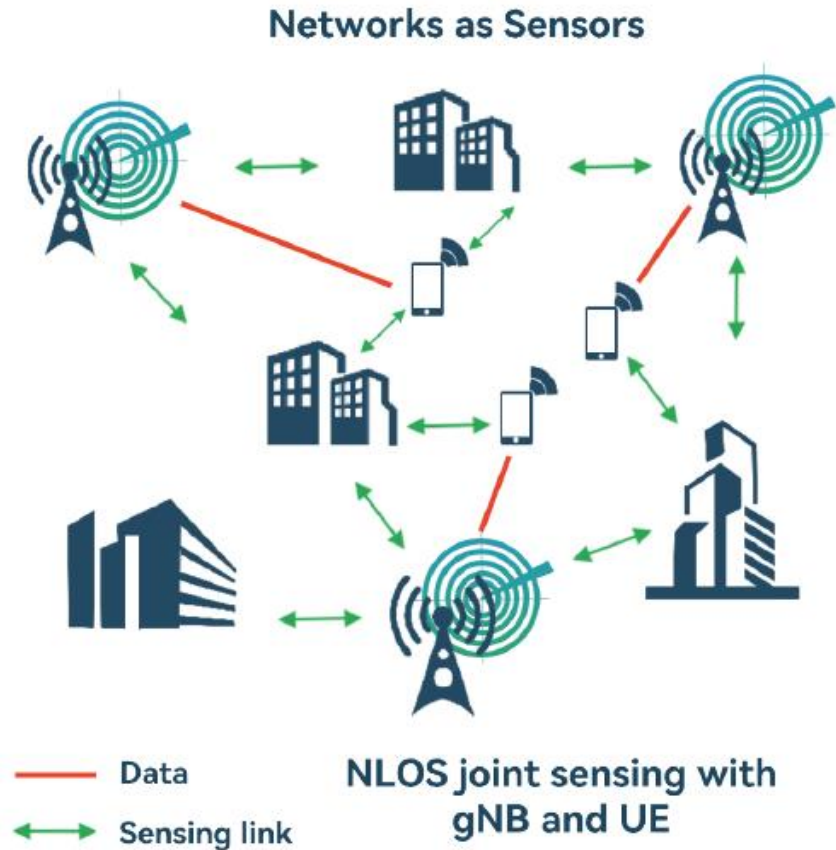 Networks as Sensors
Data
Sensing link
NLOS joint sensing with
gNB and UE